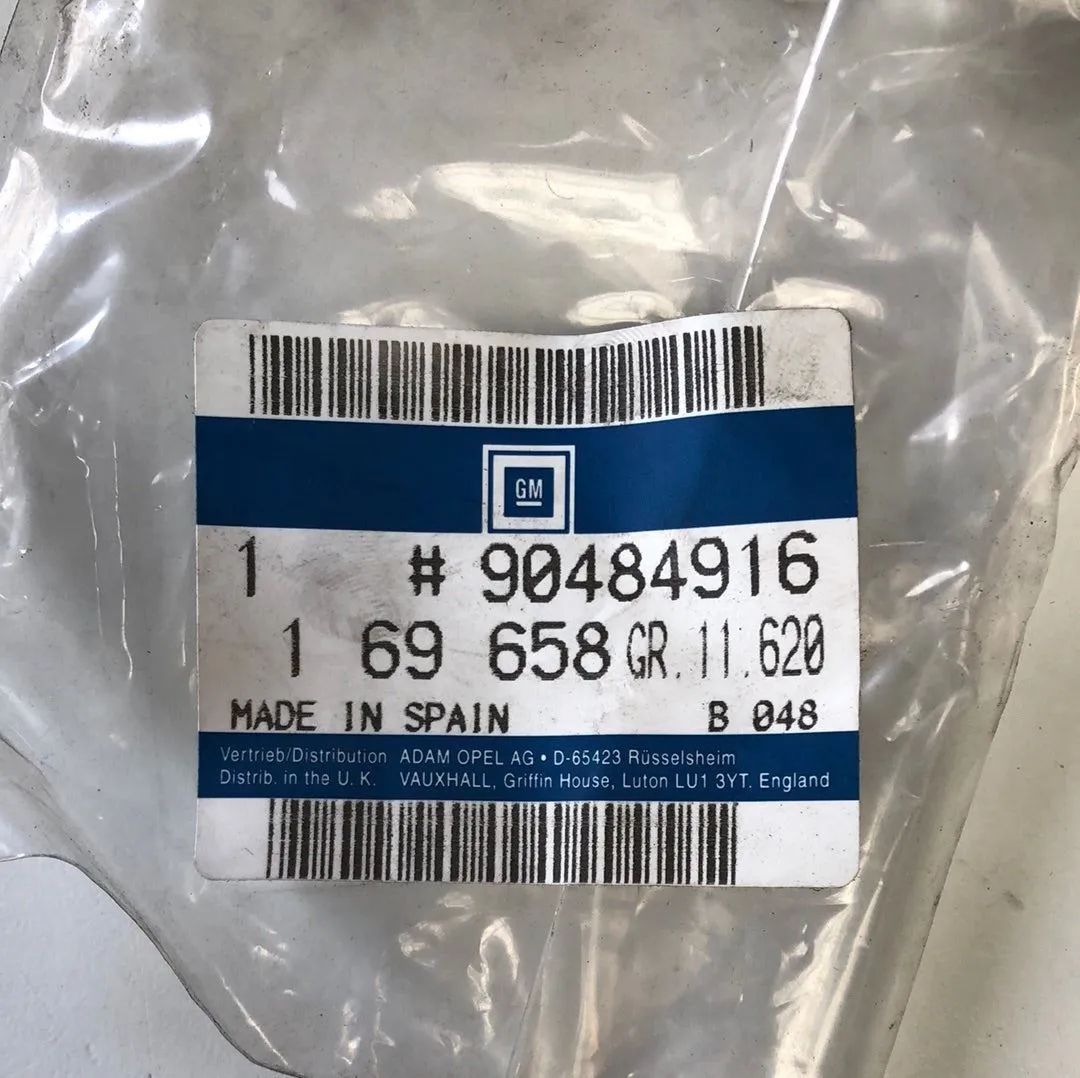 GM
1 # 90484916
1 69 658 GR. 11.620
MADE IN SPAIN B 048
Vertrieb/Distribution ADAM OPEL AG • D-65423 Rüsselsheim
Distrib. in the U. K. VAUXHALL, Griffin House, Luton LU1 3YT. England